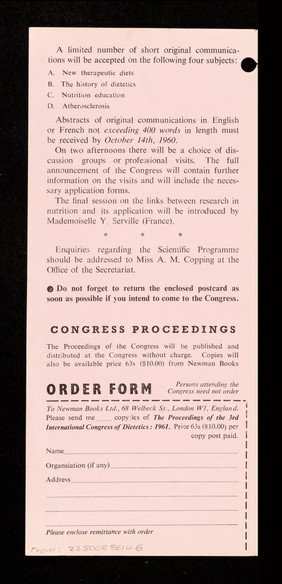 A limited number of short original communica-
tions will be accepted on the following four subjects:
A. New therapeutic diets
B. The history of dietetics
C. Nutrition education
D. Atherosclerosis
Abstracts of original communications in English
or French not exceeding 400 words in length must
be received by October 14th, 1960.
On two afternoons there will be a choice of dis-
cussion groups or professional visits. The full
announcement of the Congress will contain further
information on the visits and will include the neces-
sary application forms.
The final session on the links between research in
nutrition and its application will be introduced by
Mademoiselle Y. Serville (France).
* * *
Enquiries regarding the Scientific Programme
should be addressed to Miss A. M. Copping at the
Office of the Secretariat.
Do not forget to return the enclosed postcard as
soon as possible if you intend to come to the Congress.
CONGRESS PROCEEDINGS
The Proceedings of the Congress will be published and
distributed at the Congress without charge. Copies will
also be available price 63s ($10.00) from Newman Books
ORDER FORM Persons attending the
Congress need not order
To Newman Books Ltd., 68 Welbeck St., London W1, England.
Please send me copy/ies of The Proceedings of the 3rd
International Congress of Dietetics: 1961. Price 63s ($10.00) per
copy post paid.
Name
Organsiation (if any)
Address
Please enclose remittance with order